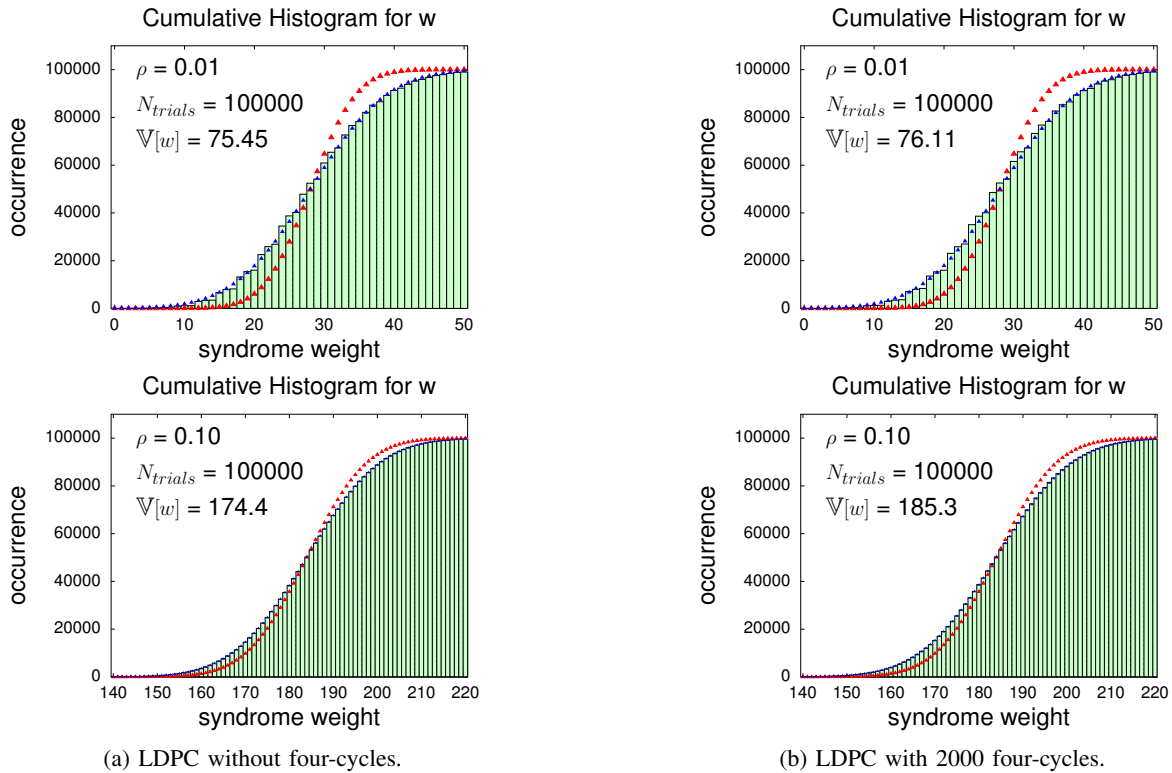 Cumulative Histogram for w
ρ = 0.01
N_trials = 100000
𝕍[w] = 75.45
occurrence
100000
80000
60000
40000
20000
0
0 10 20 30 40 50
syndrome weight
Cumulative Histogram for w
ρ = 0.01
N_trials = 100000
𝕍[w] = 76.11
occurrence
100000
80000
60000
40000
20000
0
0 10 20 30 40 50
syndrome weight
Cumulative Histogram for w
ρ = 0.10
N_trials = 100000
𝕍[w] = 174.4
occurrence
100000
80000
60000
40000
20000
0
140 150 160 170 180 190 200 210 220
syndrome weight
Cumulative Histogram for w
ρ = 0.10
N_trials = 100000
𝕍[w] = 185.3
occurrence
100000
80000
60000
40000
20000
0
140 150 160 170 180 190 200 210 220
syndrome weight
(a) LDPC without four-cycles.
(b) LDPC with 2000 four-cycles.